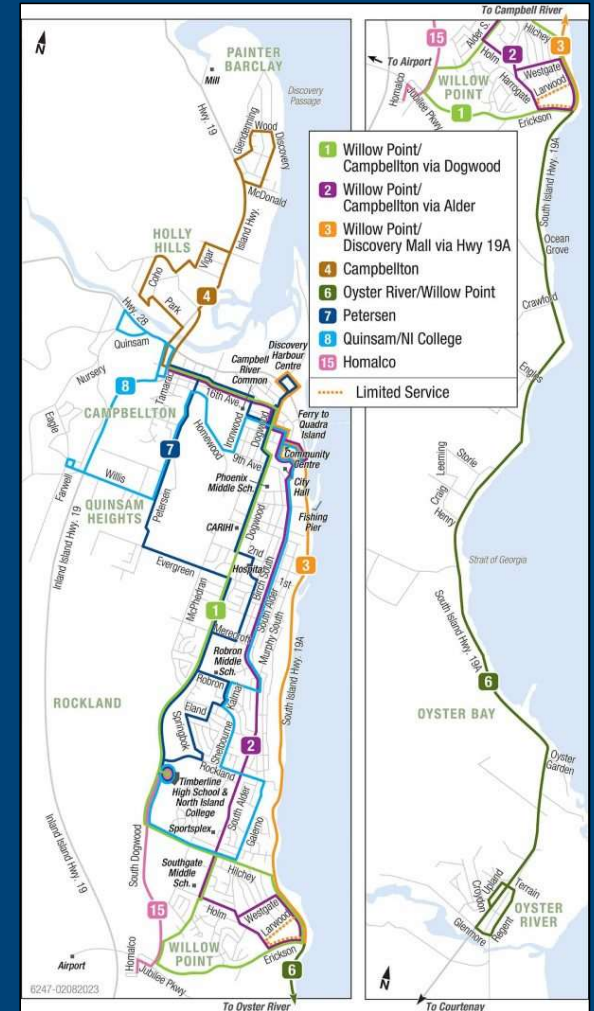 N
PAINTER
BARCLAY
Mill
Discovery
Passage
Hwy. 19
Glendenning
Wood
Discovery
McDonald
Island Hwy.
HOLLY
HILLS
Vigar
Coho
Park
4
Hwy. 28
Quinsam
Nursery
8
Tamarac
Campbell
River
Common
Discovery
Harbour
Centre
CAMPBELLTON
16th Ave
Ironwood
Dogwood
Ferry to
Quadra
Island
Eagle
7
Homewood
9th Ave
Community
Centre
City
Hall
Phoenix
Middle Sch.
Willis
Farwell
QUINSAM
HEIGHTS
Petersen
CARIHI
Dogwood
Fishing
Pier
2nd
Hospital
Birch South
1st
3
Evergreen
McPhedran
1
South Alder
Murphy South
Merecroft
Robron
Middle
Sch.
South Island Hwy. 19A
Inland Island Hwy. 19
ROCKLAND
Robron
Eland
Springbok
Shelbourne
2
Rockland
Timberline
High School &
North Island
College
South Alder
Galerno
Sportsplex
Inland Island Hwy. 19
South Dogwood
Southgate
Middle
Sch.
Hilchey
15
Holm
Westgate
Larwood
WILLOW
POINT
Erickson
Airport
Homalco
Jubilee Pkwy
6
6247-02082023
To Oyster River
To Campbell River
15
Alder S.
Hilchey
3
To Airport
Holm
2
Westgate
Larwood
Harrogate
WILLOW
POINT
Homalco
Jubilee Pkwy
1
Erickson
1 Willow Point/
Campbellton via Dogwood
2 Willow Point/
Campbellton via Alder
3 Willow Point/
Discovery Mall via Hwy 19A
4 Campbellton
6 Oyster River/Willow Point
7 Petersen
8 Quinsam/NI College
15 Homalco
Limited Service
South Island Hwy. 19A
Ocean
Grove
Crawford
Engles
Storie
Leeming
Craig
Henry
Strait of Georgia
South Island Hwy. 19A
6
OYSTER BAY
Oyster
Garden
Upland
Croydon
Terrain
OYSTER
RIVER
Glenmore
Regent
N
To Courtenay